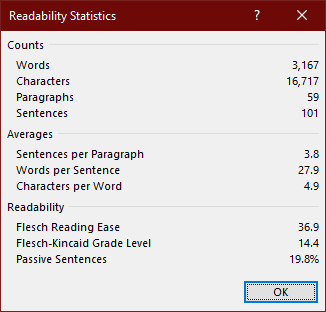 Readability Statistics ? ×
Counts
Words 3,167
Characters 16,717
Paragraphs 59
Sentences 101
Averages
Sentences per Paragraph 3.8
Words per Sentence 27.9
Characters per Word 4.9
Readability
Flesch Reading Ease 36.9
Flesch-Kincaid Grade Level 14.4
Passive Sentences 19.8%
OK